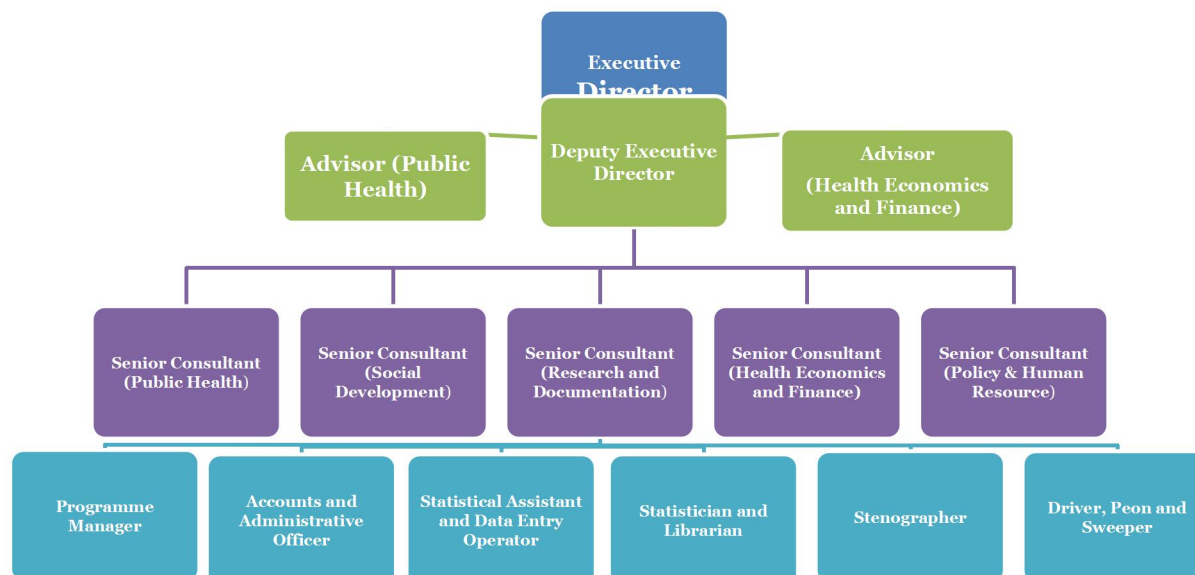 Executive
Director
Deputy Executive
Director
Advisor (Public
Health)
Advisor
(Health Economics
and Finance)
Senior Consultant
(Public Health)
Senior Consultant
(Social
Development)
Senior Consultant
(Research and
Documentation)
Senior Consultant
(Health Economics
and Finance)
Senior Consultant
(Policy & Human
Resource)
Programme
Manager
Accounts and
Administrative
Officer
Statistical Assistant
and Data Entry
Operator
Statistician and
Librarian
Stenographer
Driver, Peon and
Sweeper